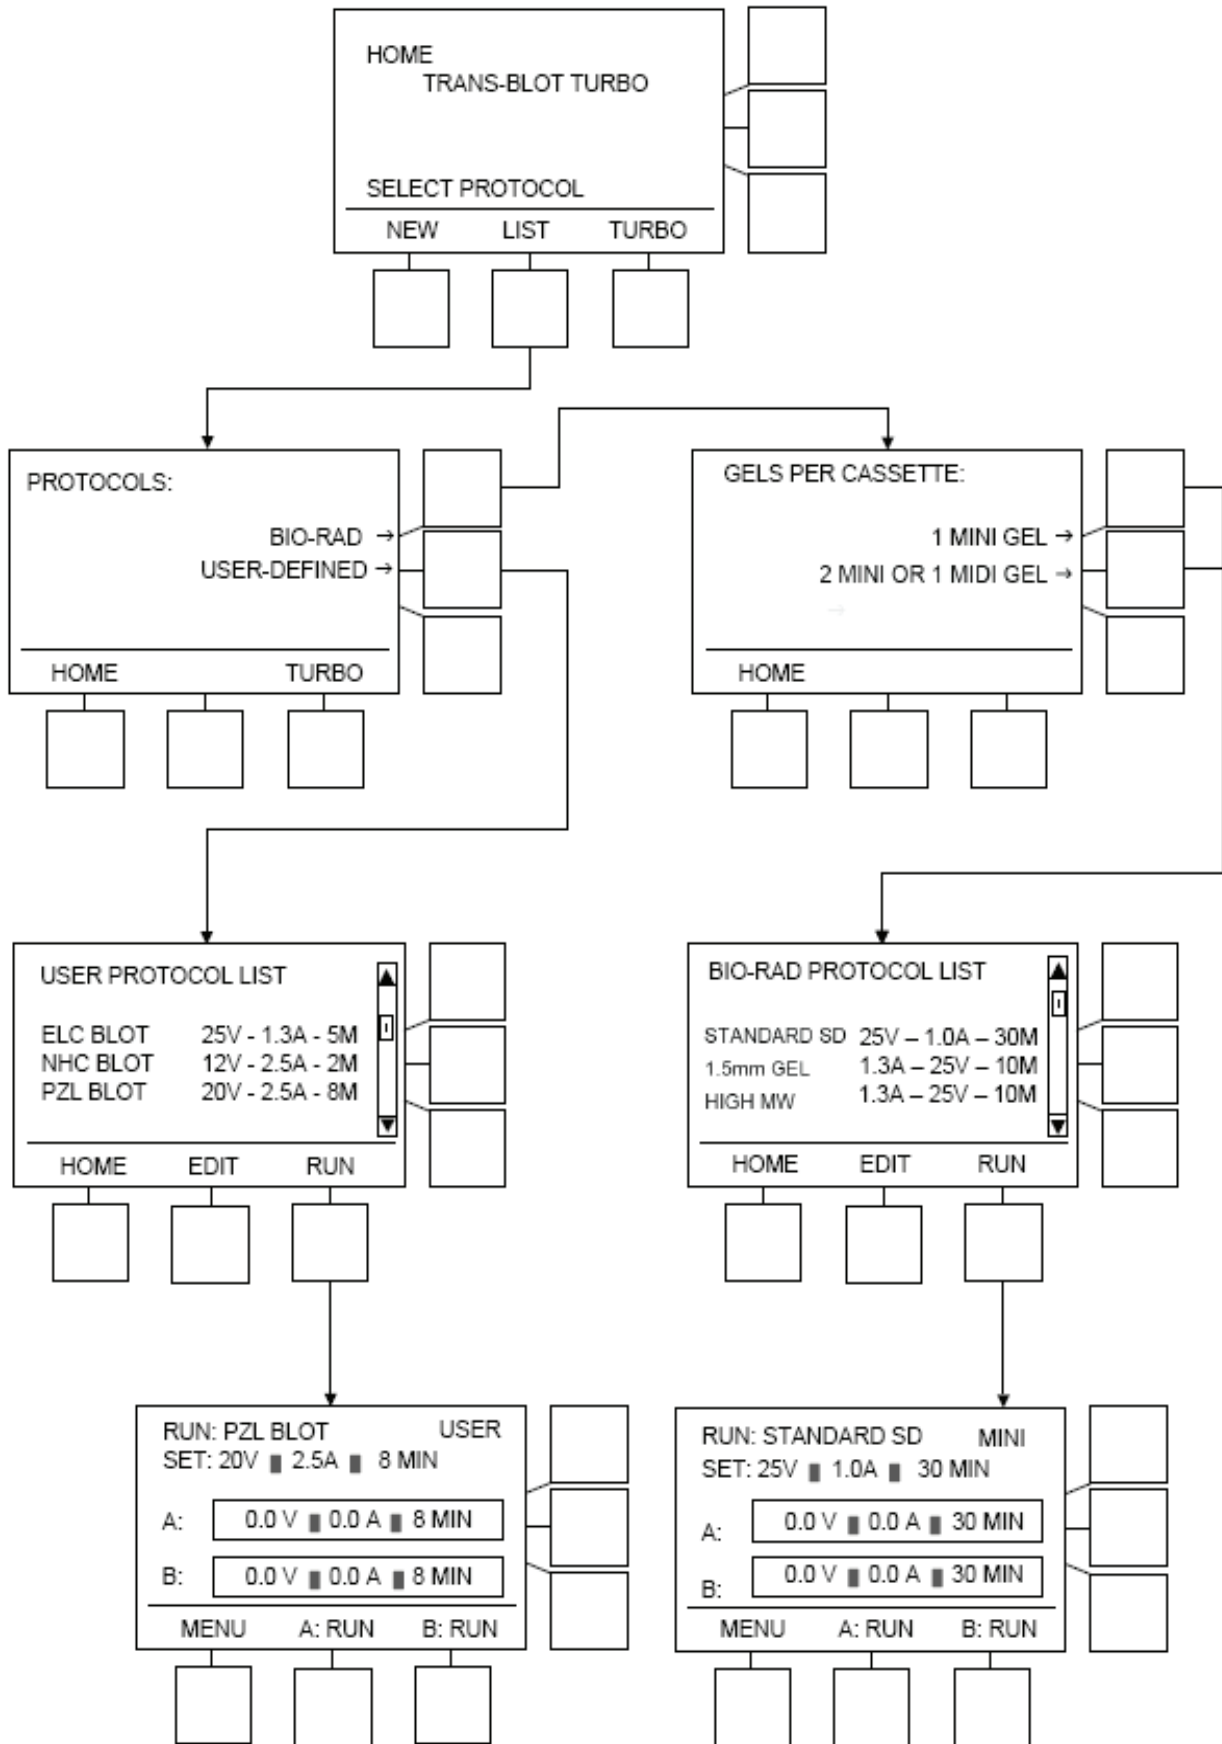 HOME
TRANS-BLOT TURBO
SELECT PROTOCOL
NEW LIST TURBO
PROTOCOLS:
BIO-RAD →
USER-DEFINED →
HOME TURBO
GELS PER CASSETTE:
1 MINI GEL →
2 MINI OR 1 MIDI GEL →
→
HOME
USER PROTOCOL LIST
ELC BLOT 25V - 1.3A - 5M
NHC BLOT 12V - 2.5A - 2M
PZL BLOT 20V - 2.5A - 8M
HOME EDIT RUN
BIO-RAD PROTOCOL LIST
STANDARD SD 25V – 1.0A – 30M
1.5mm GEL 1.3A – 25V – 10M
HIGH MW 1.3A – 25V – 10M
HOME EDIT RUN
RUN: PZL BLOT USER
SET: 20V ▮ 2.5A ▮ 8 MIN
A: 0.0 V ▮ 0.0 A ▮ 8 MIN
B: 0.0 V ▮ 0.0 A ▮ 8 MIN
MENU A: RUN B: RUN
RUN: STANDARD SD MINI
SET: 25V ▮ 1.0A ▮ 30 MIN
A: 0.0 V ▮ 0.0 A ▮ 30 MIN
B: 0.0 V ▮ 0.0 A ▮ 30 MIN
MENU A: RUN B: RUN